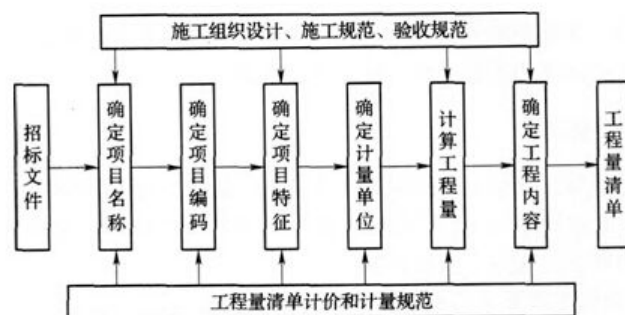 施工组织设计、施工规范、验收规范
招标文件
确定项目名称
确定项目编码
确定项目特征
确定计量单位
计算工程量
确定工程内容
工程量清单
工程量清单计价和计量规范